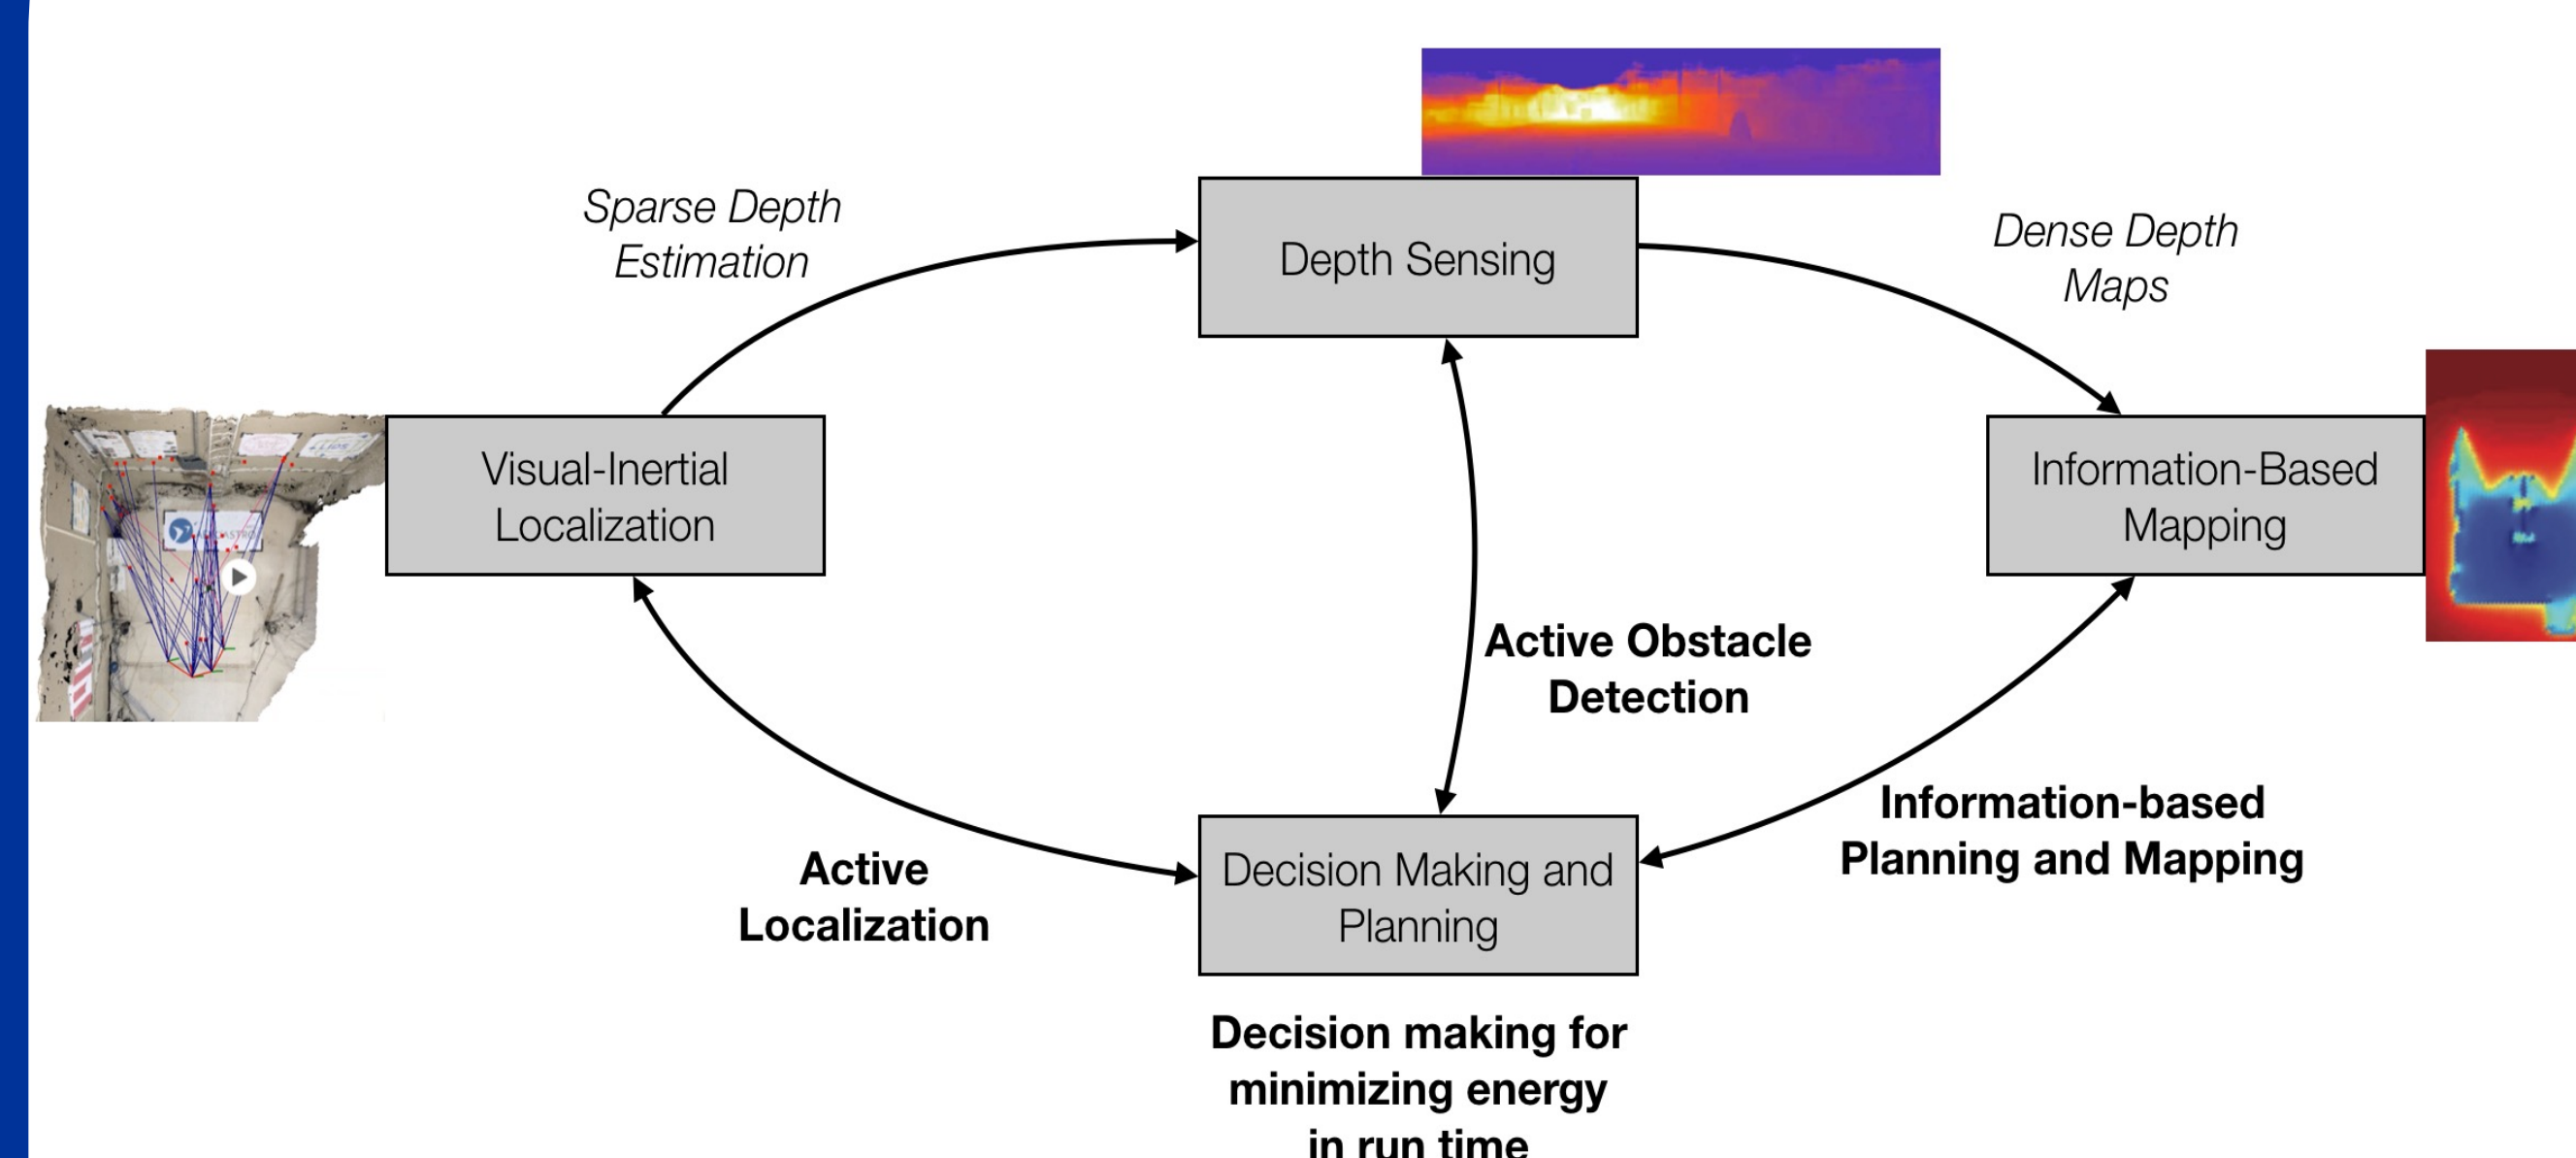 Sparse Depth
Estimation
Depth Sensing
Dense Depth
Maps
Visual-Inertial
Localization
Information-Based
Mapping
Active Obstacle
Detection
Information-based
Planning and Mapping
Active
Localization
Decision Making and
Planning
Decision making for
minimizing energy
in run time